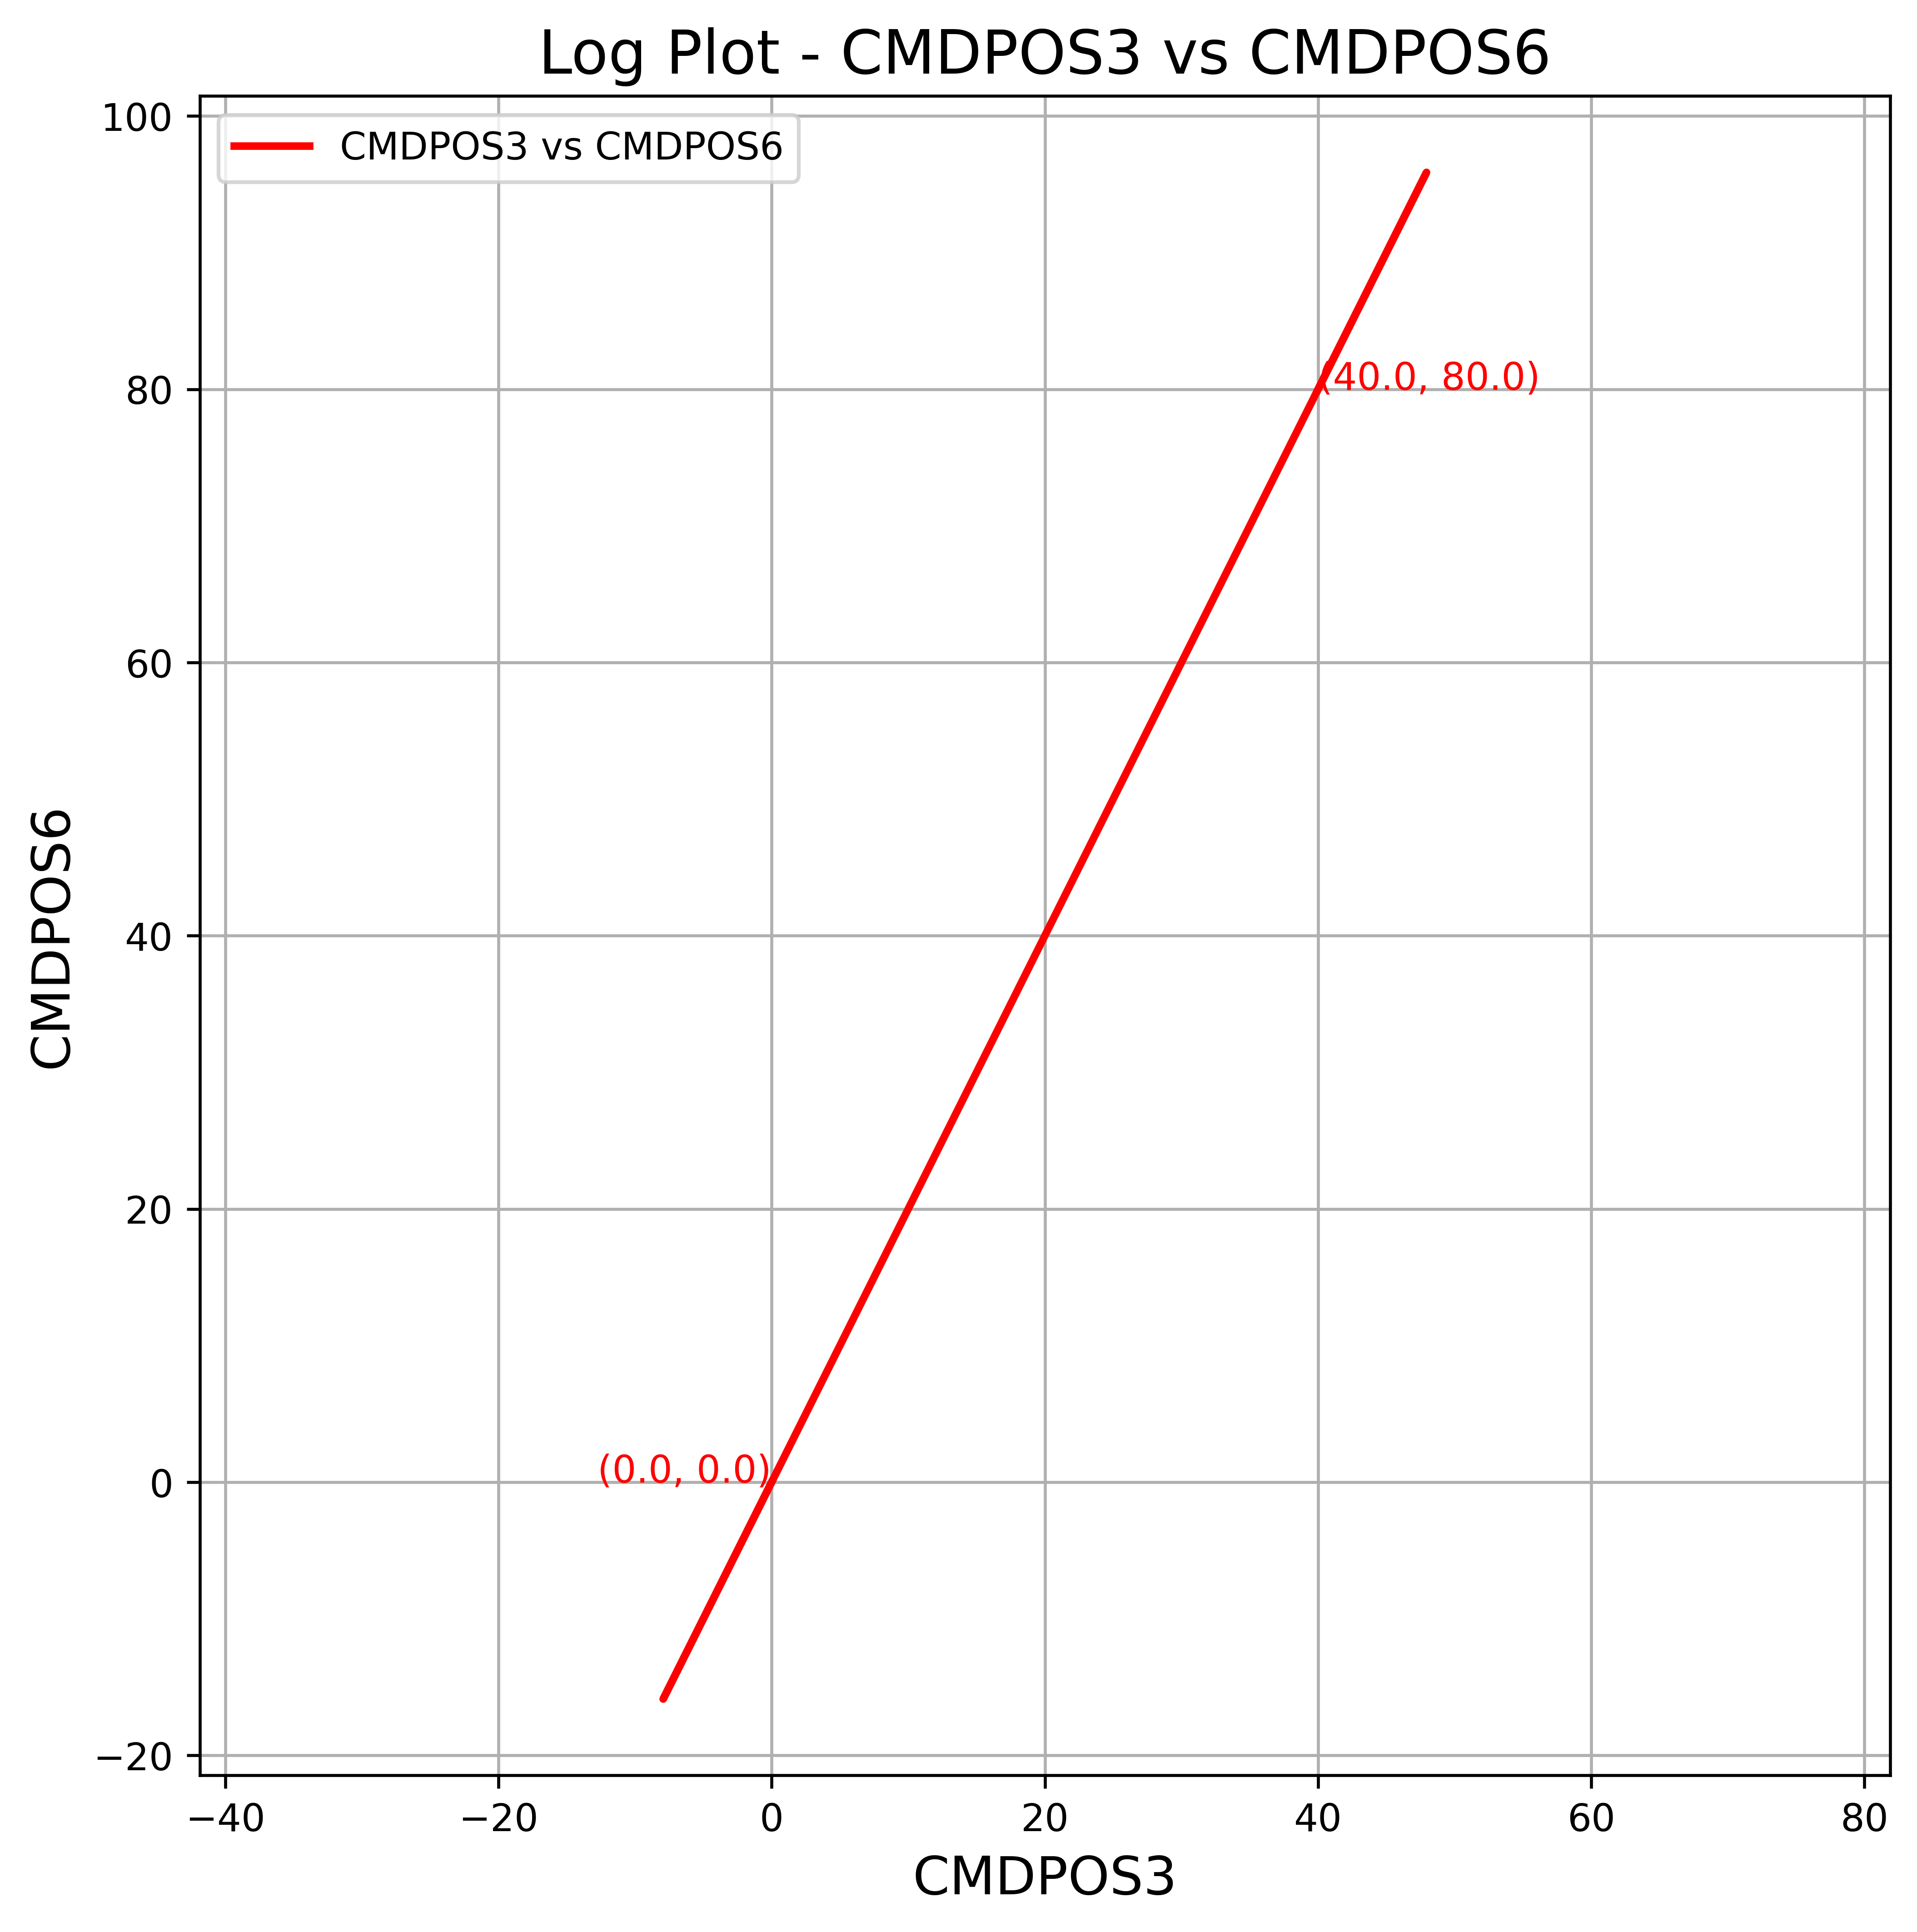 Log Plot - CMDPOS3 vs CMDPOS6
100
CMDPOS3 vs CMDPOS6
(40.0, 80.0)
80
60
CMDPOS6
40
20
(0.0, 0.0)
0
−20
−40 −20 0 20 40 60 80
CMDPOS3